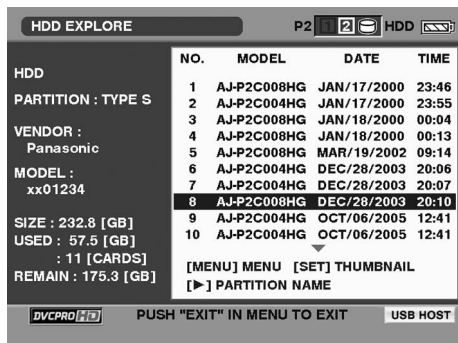 HDD EXPLORE
P2 1 2 HDD
HDD
PARTITION : TYPE S
VENDOR :
Panasonic
MODEL :
xx01234
SIZE : 232.8 [GB]
USED : 57.5 [GB]
: 11 [CARDS]
REMAIN : 175.3 [GB]
NO. MODEL DATE TIME
1 AJ-P2C008HG JAN/17/2000 23:46
2 AJ-P2C004HG JAN/17/2000 23:55
3 AJ-P2C008HG JAN/18/2000 00:04
4 AJ-P2C008HG JAN/18/2000 00:13
5 AJ-P2C008HG MAR/19/2002 09:14
6 AJ-P2C004HG DEC/28/2003 20:06
7 AJ-P2C004HG DEC/28/2003 20:07
8 AJ-P2C008HG DEC/28/2003 20:10
9 AJ-P2C004HG OCT/06/2005 12:41
10 AJ-P2C004HG OCT/06/2005 12:41
[MENU] MENU [SET] THUMBNAIL
[▶] PARTITION NAME
DVCPRO HD PUSH "EXIT" IN MENU TO EXIT USB HOST